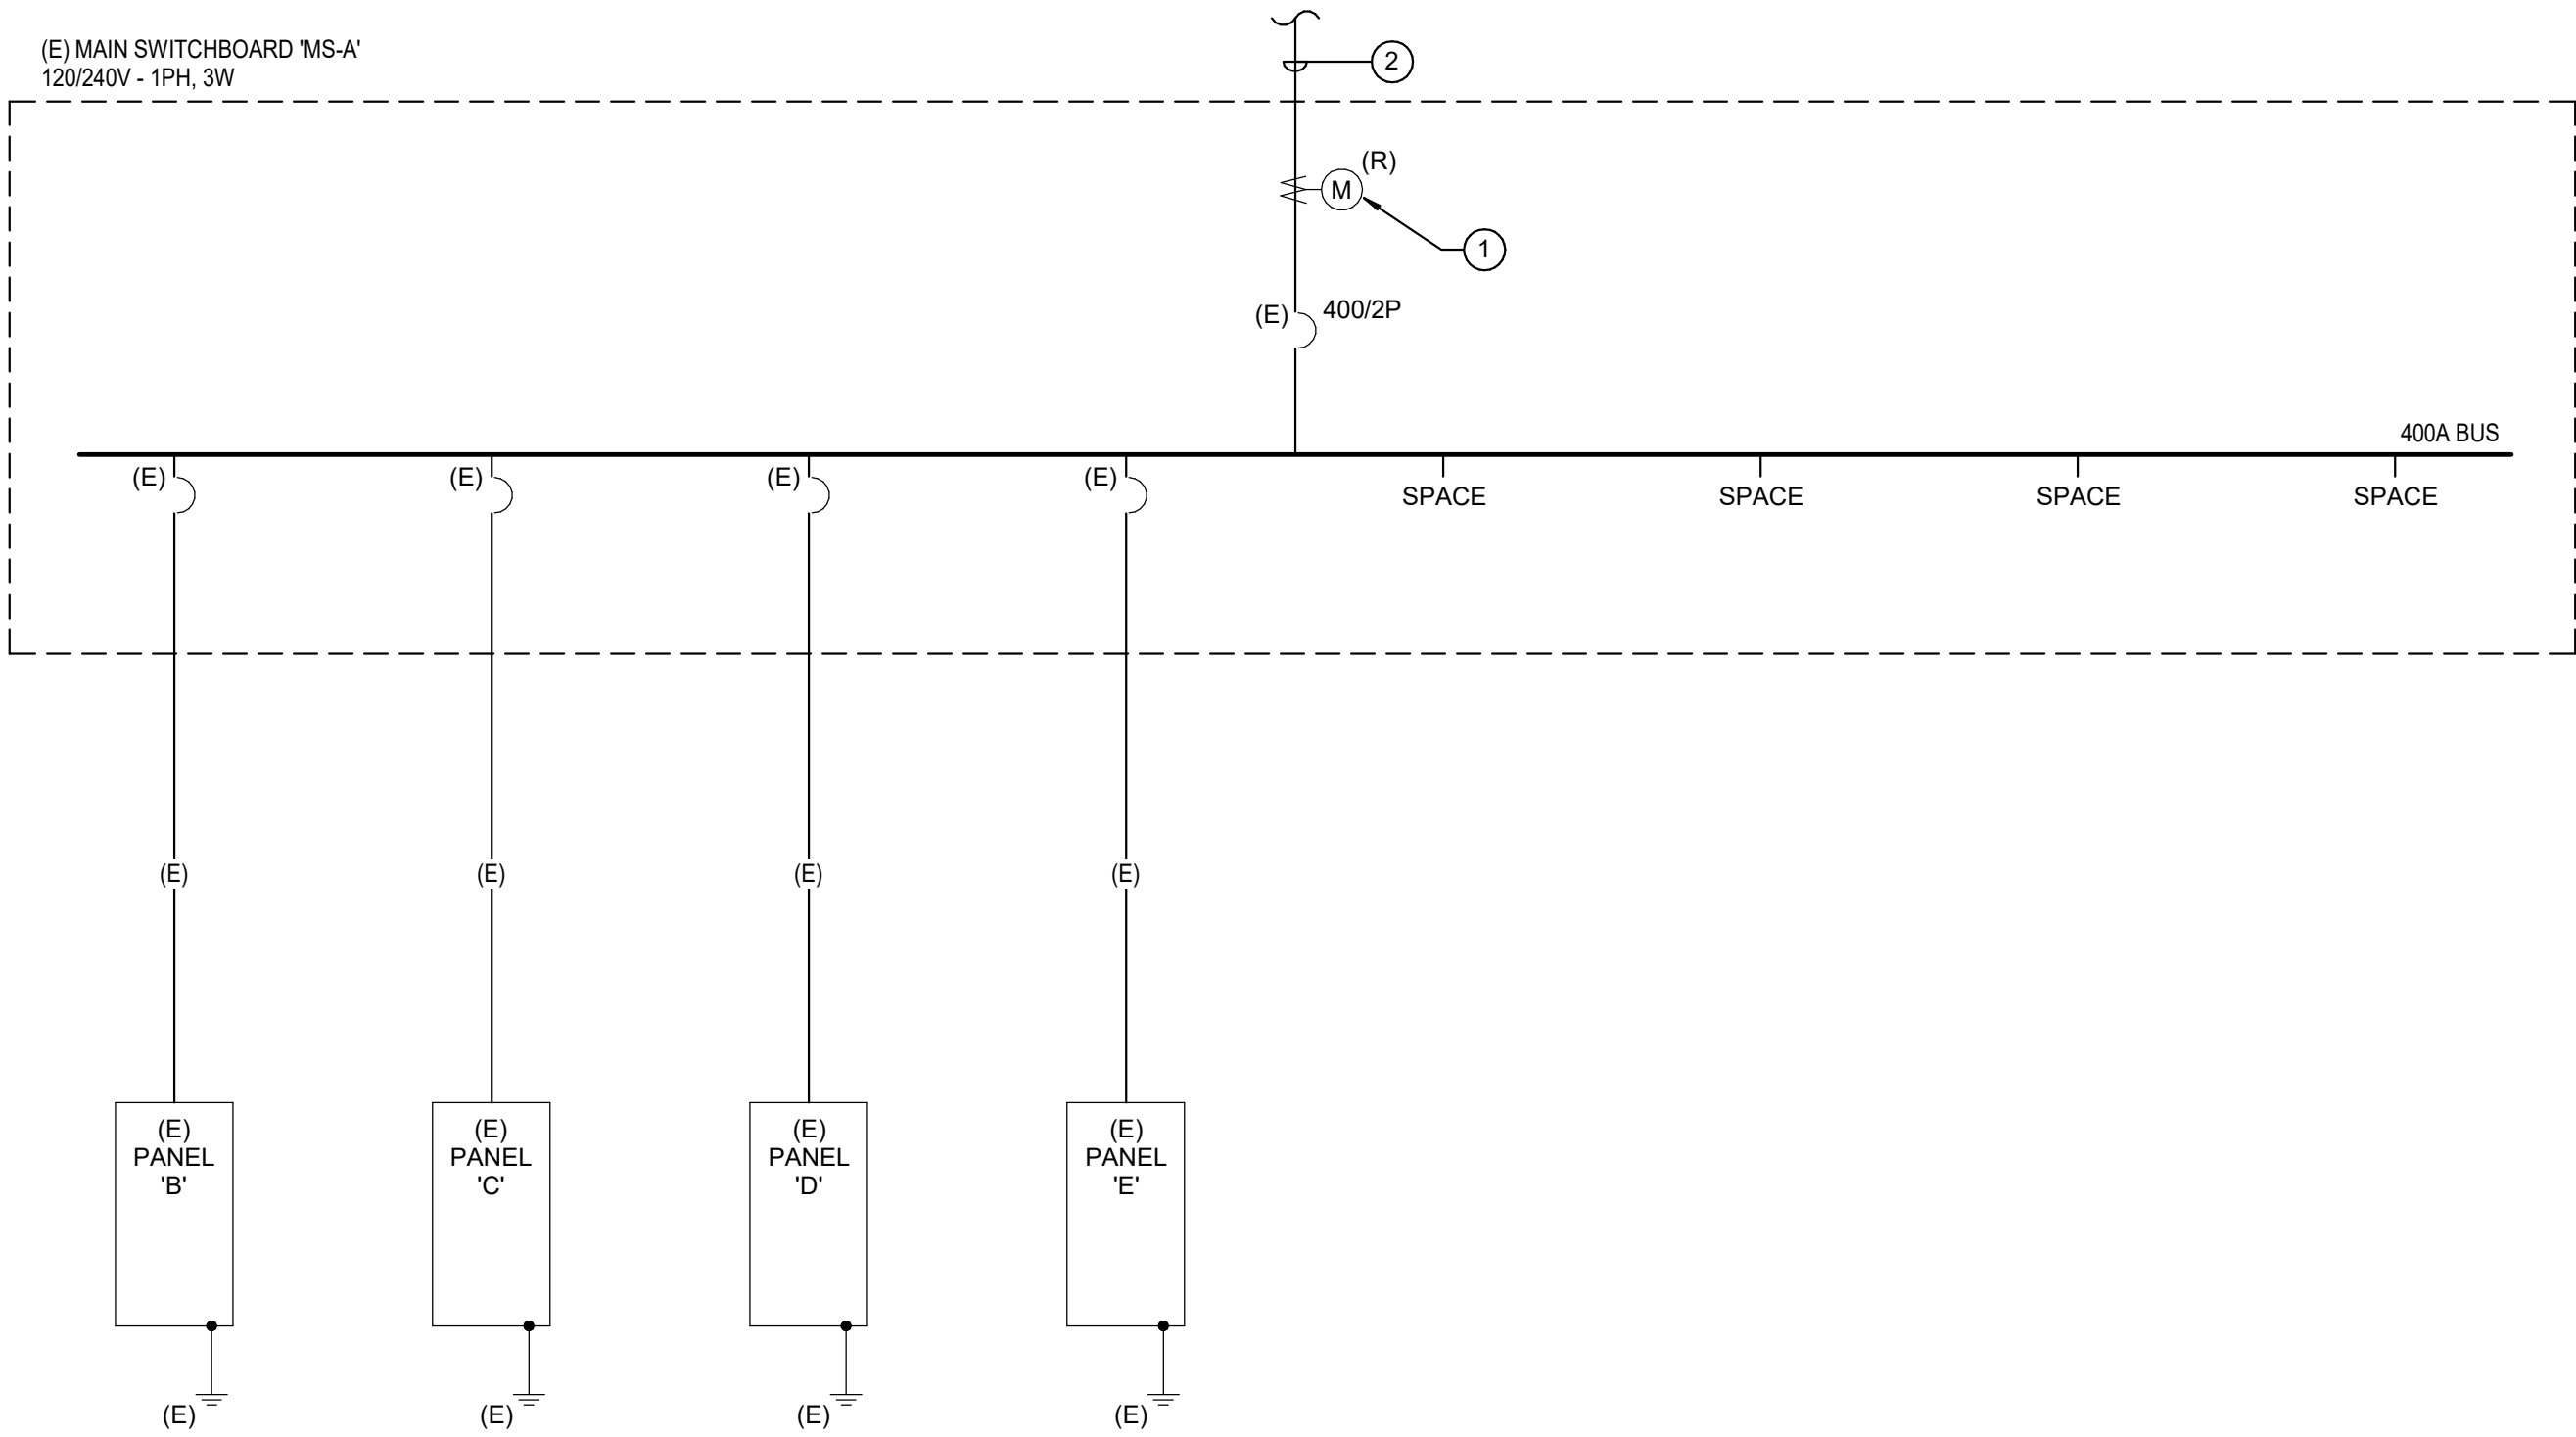 (E) MAIN SWITCHBOARD 'MS-A'
120/240V - 1PH, 3W
2
(R)
M
1
(E)
400/2P
400A BUS
(E)
(E)
(E)
(E)
SPACE
SPACE
SPACE
SPACE
(E)
(E)
(E)
(E)
(E)
PANEL
'B'
(E)
PANEL
'C'
(E)
PANEL
'D'
(E)
PANEL
'E'
(E)
(E)
(E)
(E)